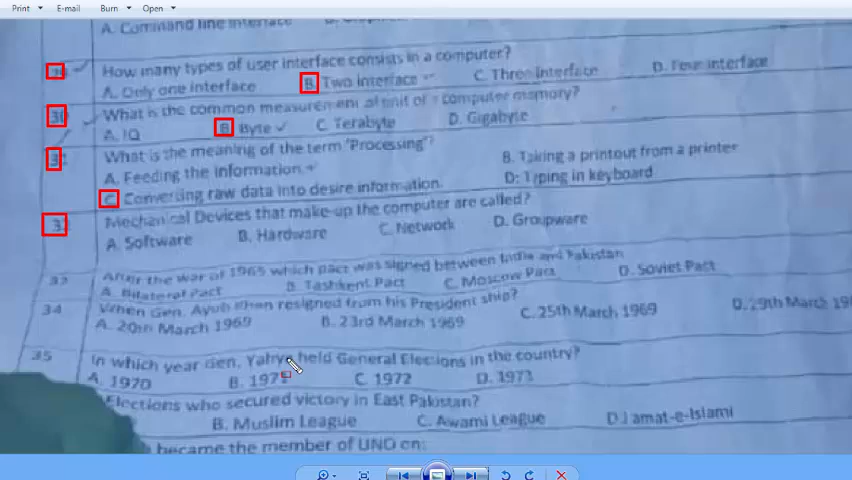 Print E-mail Burn Open
A. Command line interface
How many types of user interface consists in a computer?
A. Only one interface B. Two interface C. Three interface D. Four interface
30 What is the common measurement of unit of computer memory?
A. IQ B. Byte C. Terabyte D. Gigabyte
What is the meaning of the term 'Processing'?
A. Feeding the information B. Taking a printout from a printer
C. Converting raw data into desire information. D: Typing in keyboard
32 Mechanical Devices that make-up the computer are called?
A. Software B. Hardware C. Network D. Groupware
33 After the war of 1965 which pact was signed between India and Pakistan
A. Bilateral Pact B. Tashkent Pact C. Moscow Pact D. Soviet Pact
34 When Gen. Ayub Khan resigned from his President ship?
A. 20th March 1969 B. 23rd March 1969 C. 25th March 1969 D. 29th March
35 In which year Gen. Yahya held General Elections in the country?
A. 1970 B. 1971 C. 1972 D. 1973
Elections who secured victory in East Pakistan?
B. Muslim League C. Awami League D Jamat-e-Islami
became the member of UNO on: